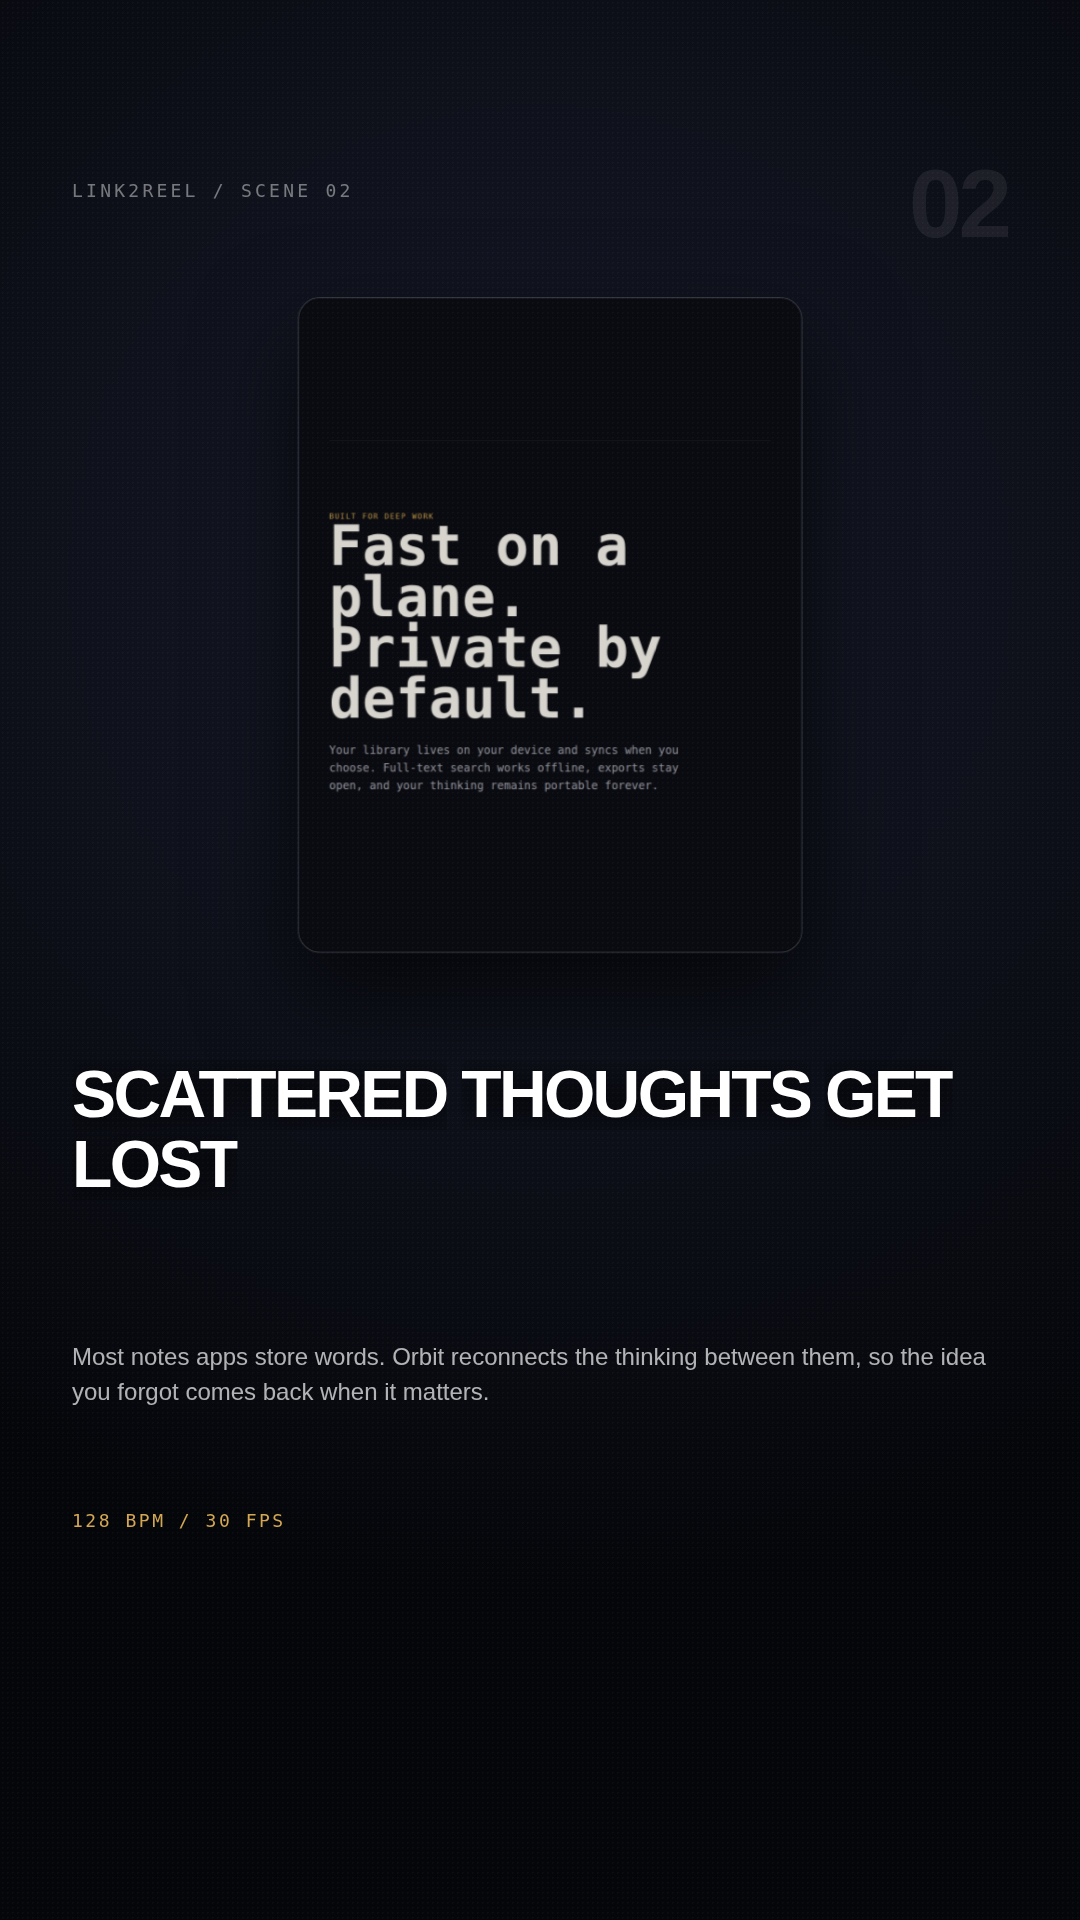 LINK2REEL / SCENE 02
02
BUILT FOR DEEP WORK
Fast on a
plane.
Private by
default.
Your library lives on your device and syncs when you
choose. Full-text search works offline, exports stay
open, and your thinking remains portable forever.
SCATTERED THOUGHTS GET
LOST
Most notes apps store words. Orbit reconnects the thinking between them, so the idea
you forgot comes back when it matters.
128 BPM / 30 FPS